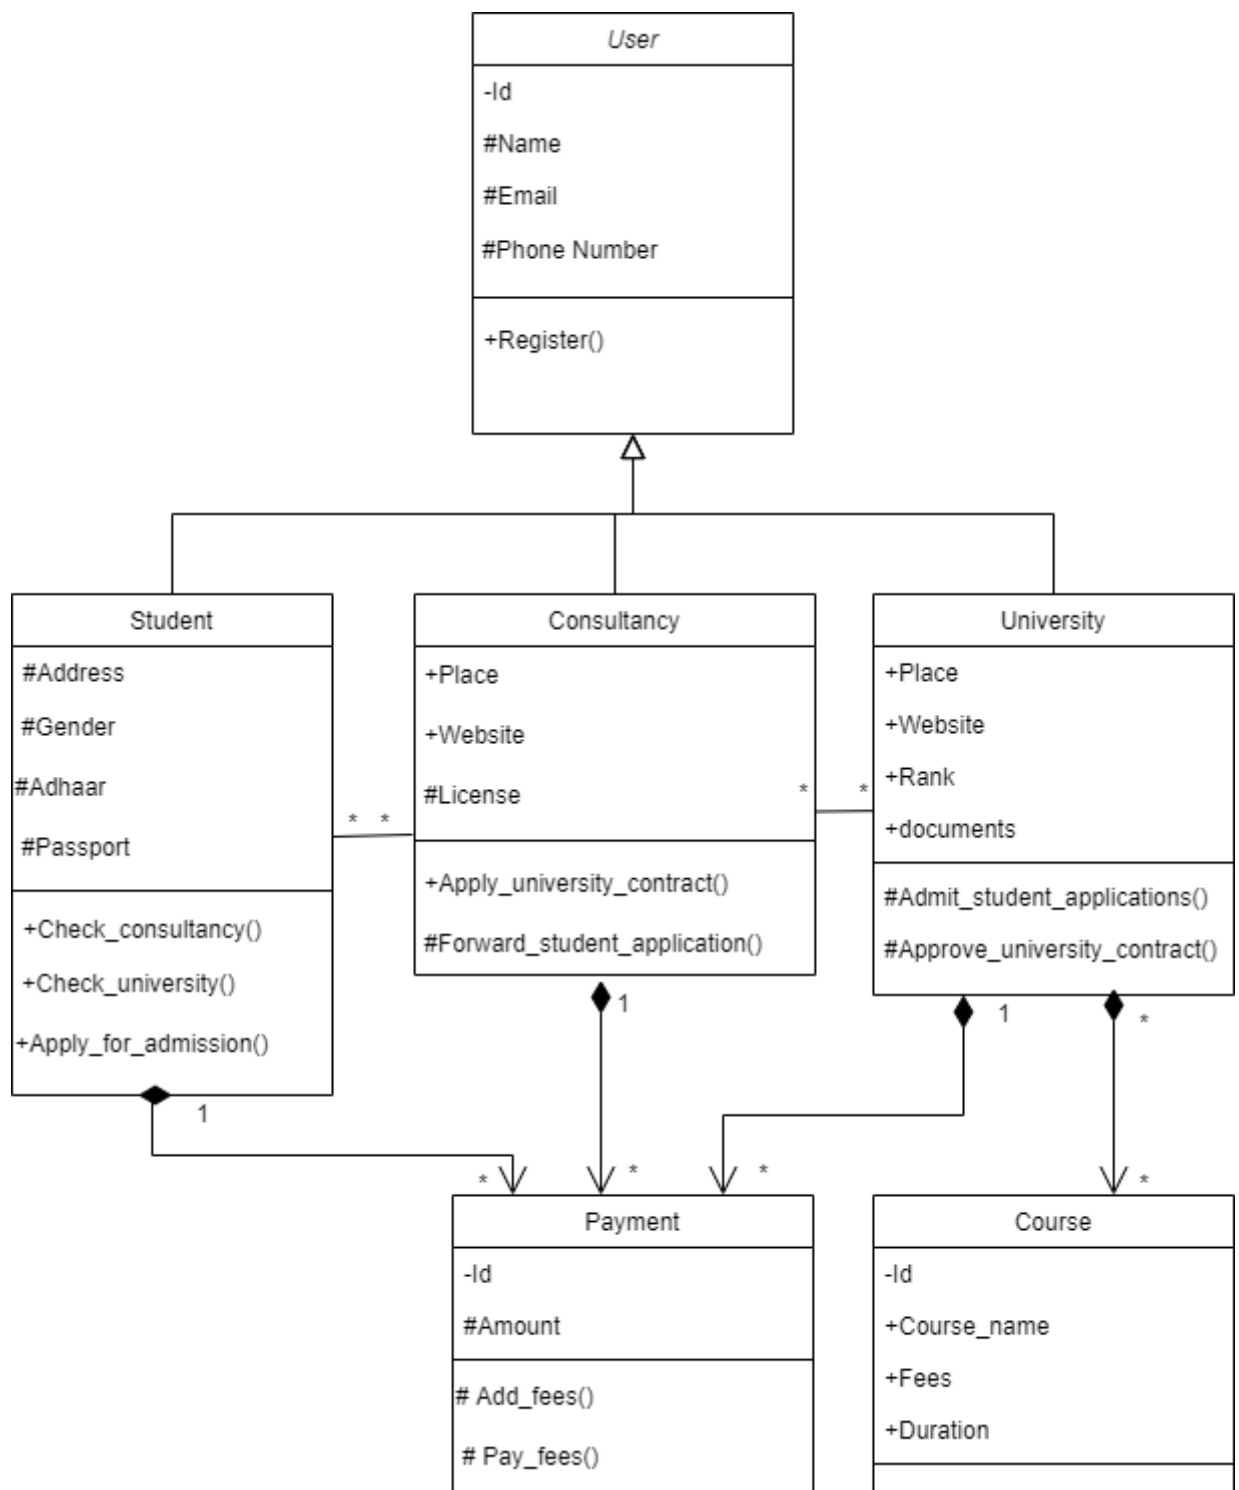 User
-Id
#Name
#Email
#Phone Number
+Register()
Student
#Address
#Gender
#Adhaar
#Passport
+Check_consultancy()
+Check_university()
+Apply_for_admission()
* *
Consultancy
+Place
+Website
#License
+Apply_university_contract()
#Forward_student_application()
* *
University
+Place
+Website
+Rank
+documents
#Admit_student_applications()
#Approve_university_contract()
1
1
1
*
*
*
*
*
Payment
-Id
#Amount
# Add_fees()
# Pay_fees()
Course
-Id
+Course_name
+Fees
+Duration